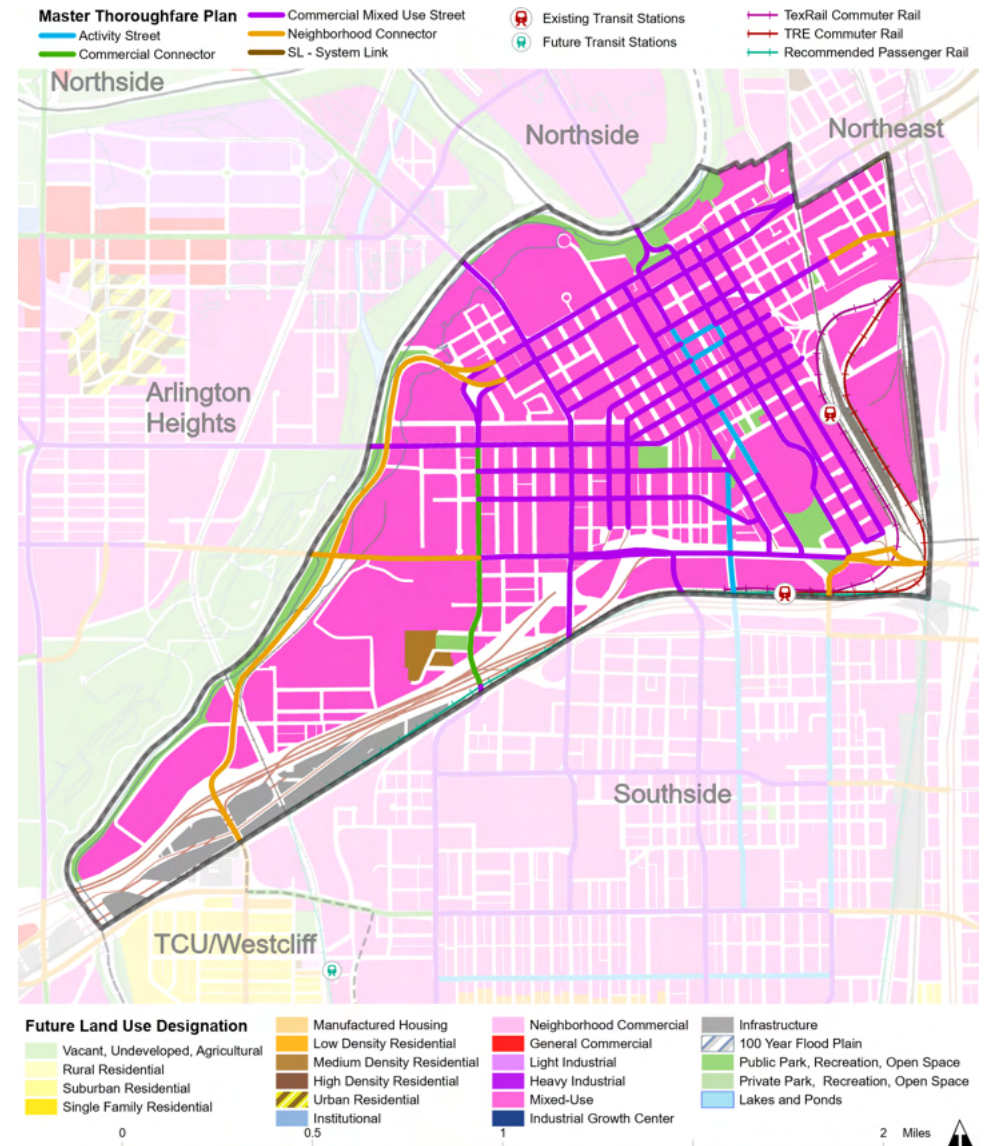 Master Thoroughfare Plan
Activity Street
Commercial Connector
Commercial Mixed Use Street
Neighborhood Connector
SL - System Link
Existing Transit Stations
Future Transit Stations
TexRail Commuter Rail
TRE Commuter Rail
Recommended Passenger Rail
Northside
Northside
Northeast
Arlington
Heights
Southside
TCU/Westcliff
Future Land Use Designation
Vacant, Undeveloped, Agricultural
Rural Residential
Suburban Residential
Single Family Residential
Manufactured Housing
Low Density Residential
Medium Density Residential
High Density Residential
Urban Residential
Institutional
Neighborhood Commercial
General Commercial
Light Industrial
Heavy Industrial
Mixed-Use
Industrial Growth Center
Infrastructure
100 Year Flood Plain
Public Park, Recreation, Open Space
Private Park, Recreation, Open Space
Lakes and Ponds
0 0.5 1 2 Miles